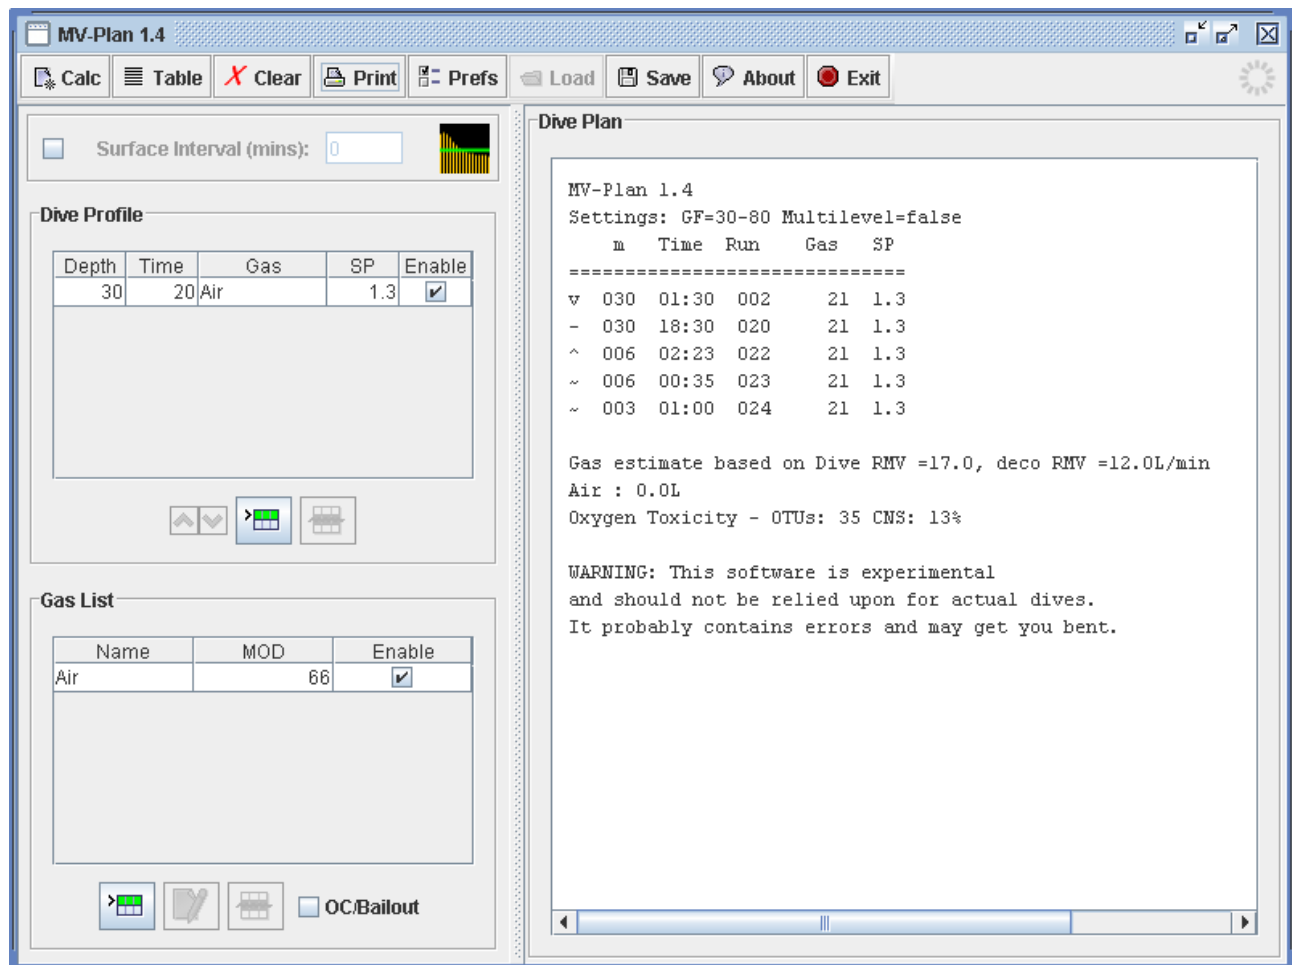 MV-Plan 1.4
Calc Table Clear Print Prefs Load Save About Exit
Surface Interval (mins): 0
Dive Profile
Depth Time Gas SP Enable
30 20 Air 1.3
Gas List
Name MOD Enable
Air 66
OC/Bailout
Dive Plan
MV-Plan 1.4
Settings: GF=30-80 Multilevel=false
m Time Run Gas SP
==============================
v 030 01:30 002 21 1.3
- 030 18:30 020 21 1.3
^ 006 02:23 022 21 1.3
~ 006 00:35 023 21 1.3
~ 003 01:00 024 21 1.3
Gas estimate based on Dive RMV =17.0, deco RMV =12.0L/min
Air : 0.0L
Oxygen Toxicity - OTUs: 35 CNS: 13%
WARNING: This software is experimental
and should not be relied upon for actual dives.
It probably contains errors and may get you bent.